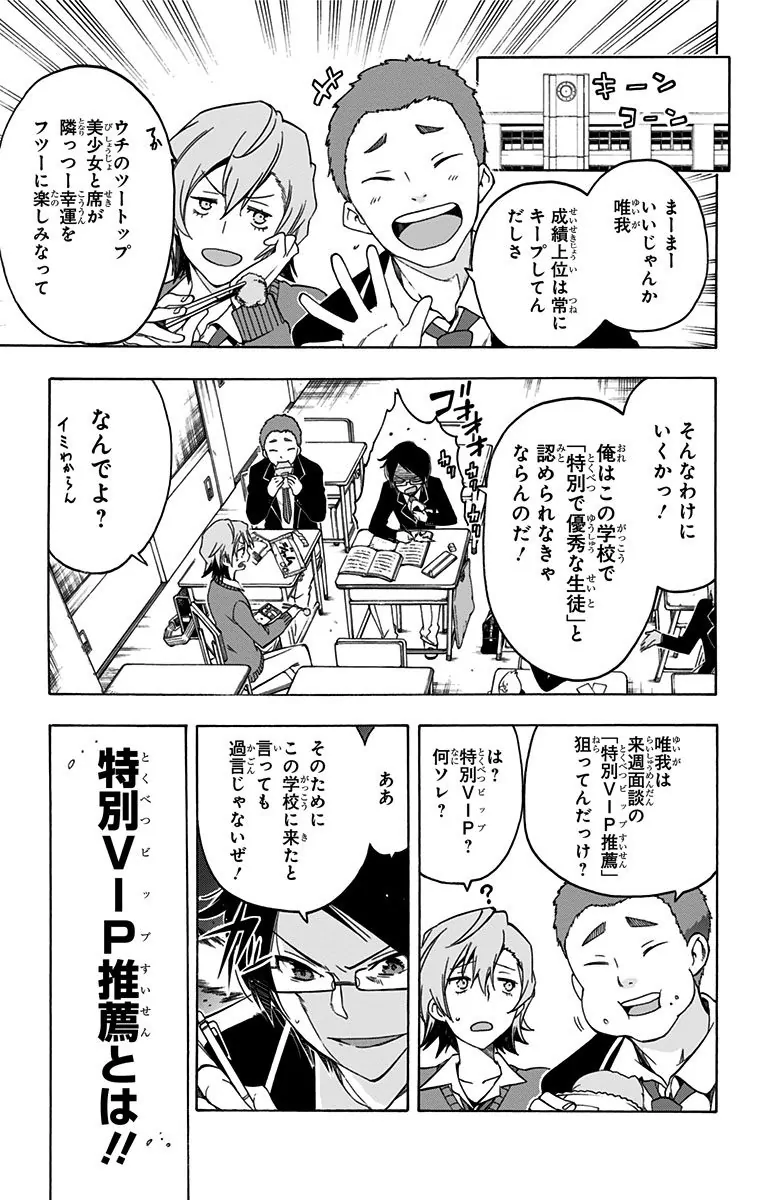 キーン
コーン
まーまー
いいじゃんか
唯我
成績上位は常に
キープしてん
だしさ
ウチのツートップ
美少女と席が
隣っつー幸運を
フツーに楽しみなって
そんなわけに
いくかっ!
俺はこの学校で
「特別で優秀な生徒」と
認められなきゃ
ならんのだ!
ゴオオオオ
なんでよ?
イミわからん
唯我は
来週面談の
「特別VIP推薦」
狙ってんだっけ?
は?
特別VIP?
何ソレ?
?
ああ
そのために
この学校に来たと
言っても
過言じゃないぜ!
特別VIP推薦とは!!